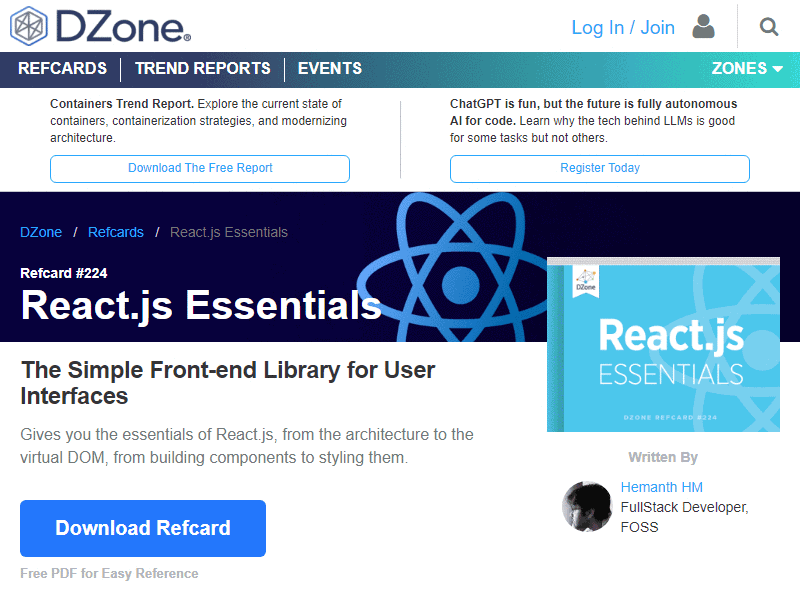 DZone®
Log In / Join
REFCARDS
TREND REPORTS
EVENTS
ZONES
Containers Trend Report. Explore the current state of
containers, containerization strategies, and modernizing
architecture.
Download The Free Report
ChatGPT is fun, but the future is fully autonomous
AI for code. Learn why the tech behind LLMs is good
for some tasks but not others.
Register Today
DZone / Refcards / React.js Essentials
Refcard #224
React.js Essentials
The Simple Front-end Library for User
Interfaces
Gives you the essentials of React.js, from the architecture to the
virtual DOM, from building components to styling them.
Download Refcard
Free PDF for Easy Reference
DZone
React.js
ESSENTIALS
DZONE REFCARD #224
Written By
Hemanth HM
FullStack Developer,
FOSS